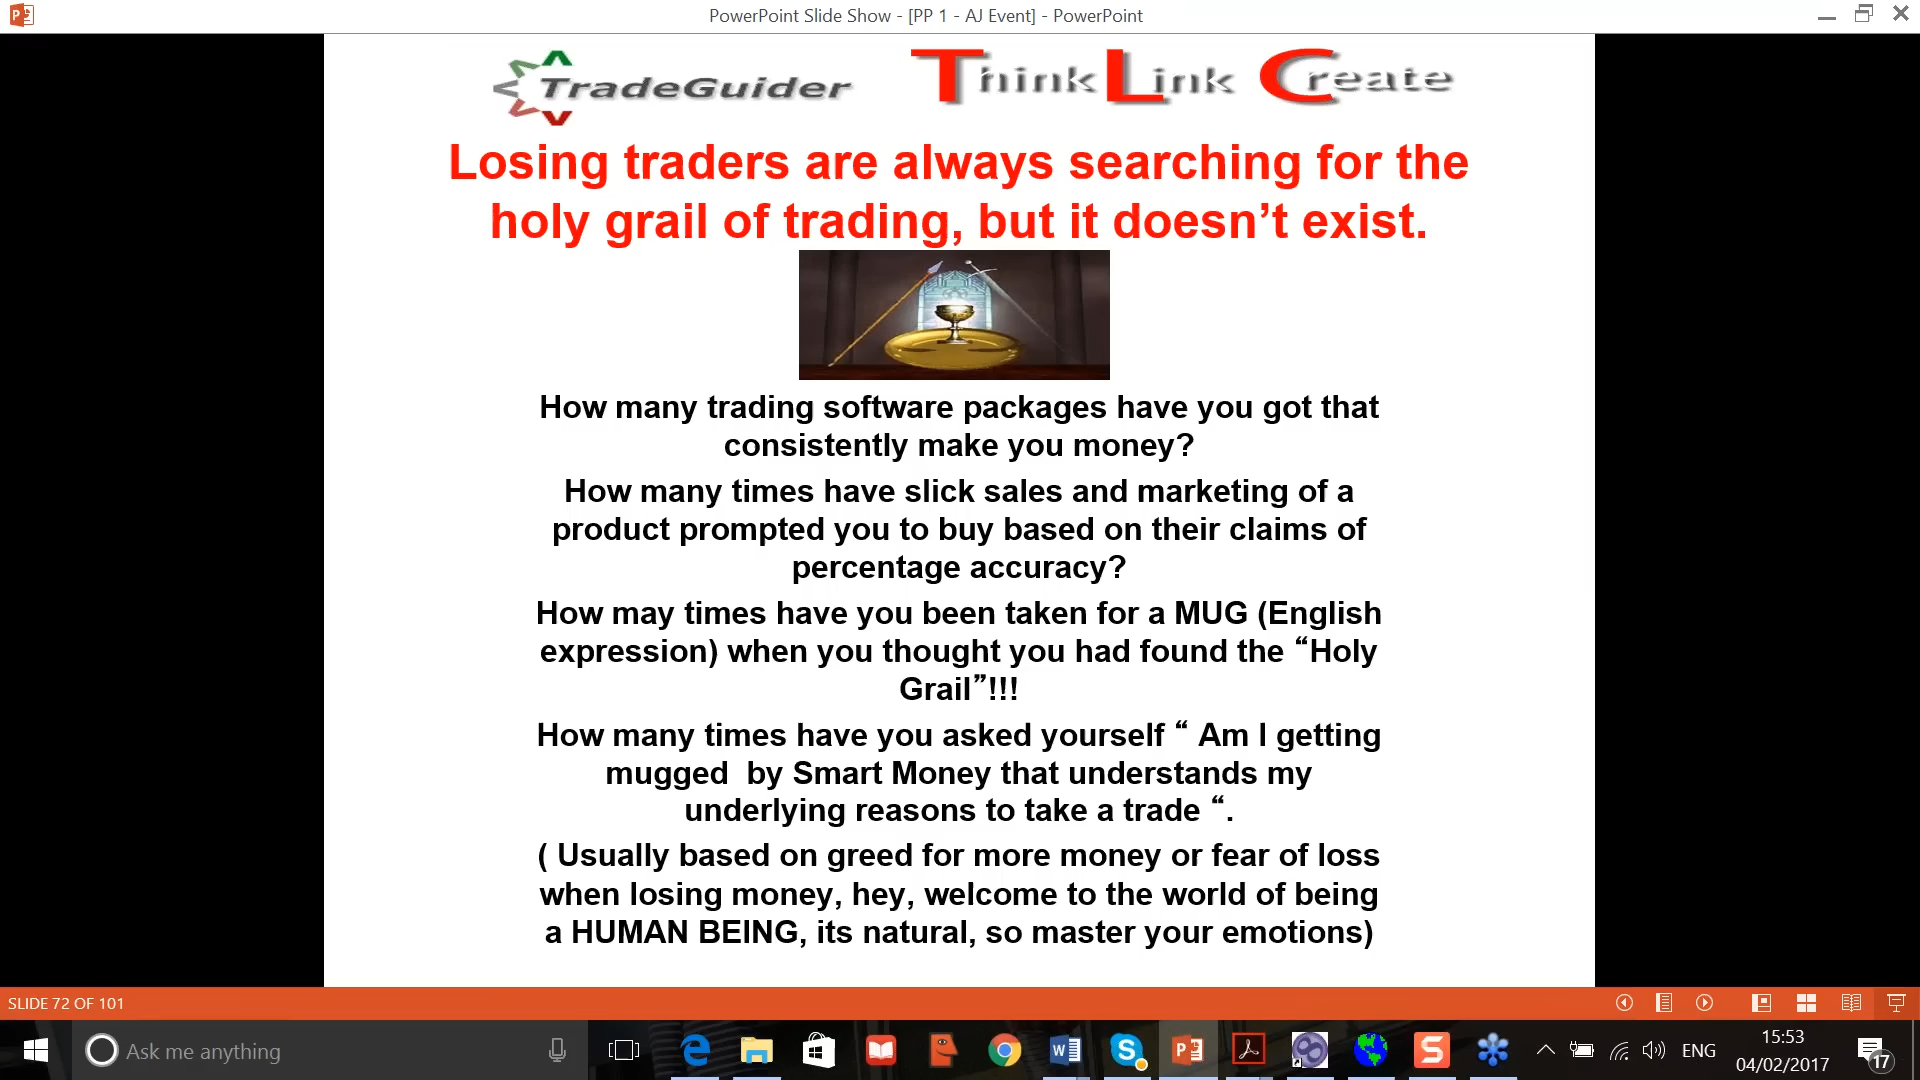 PowerPoint Slide Show - [PP 1 - AJ Event] - PowerPoint
TradeGuider
Think Link Create
Losing traders are always searching for the
holy grail of trading, but it doesn’t exist.
How many trading software packages have you got that
consistently make you money?
How many times have slick sales and marketing of a
product prompted you to buy based on their claims of
percentage accuracy?
How may times have you been taken for a MUG (English
expression) when you thought you had found the “Holy
Grail”!!!
How many times have you asked yourself “ Am I getting
mugged  by Smart Money that understands my
underlying reasons to take a trade “.
( Usually based on greed for more money or fear of loss
when losing money, hey, welcome to the world of being
a HUMAN BEING, its natural, so master your emotions)
SLIDE 72 OF 101
Ask me anything
ENG
15:53
04/02/2017
17